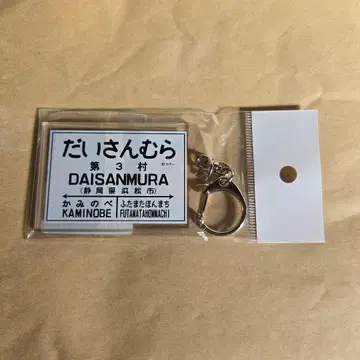 だいさんむら
第3村
DAISANMURA
(静岡県浜松市)
かみのべ ふたまたほんまち
KAMINOBE FUTAMATAHOMMACHI